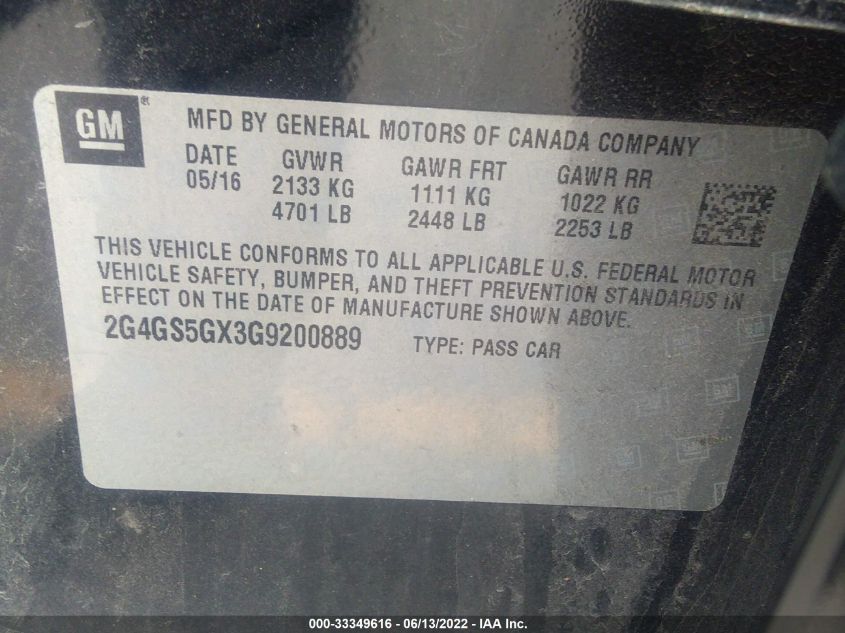 GM®
MFD BY GENERAL MOTORS OF CANADA COMPANY
DATE GVWR GAWR FRT GAWR RR
05/16 2133 KG 1111 KG 1022 KG
4701 LB 2448 LB 2253 LB
THIS VEHICLE CONFORMS TO ALL APPLICABLE U.S. FEDERAL MOTOR
VEHICLE SAFETY, BUMPER, AND THEFT PREVENTION STANDARDS IN
EFFECT ON THE DATE OF MANUFACTURE SHOWN ABOVE.
2G4GS5GX3G9200889 TYPE: PASS CAR
000-33349616 - 06/13/2022 - IAA Inc.